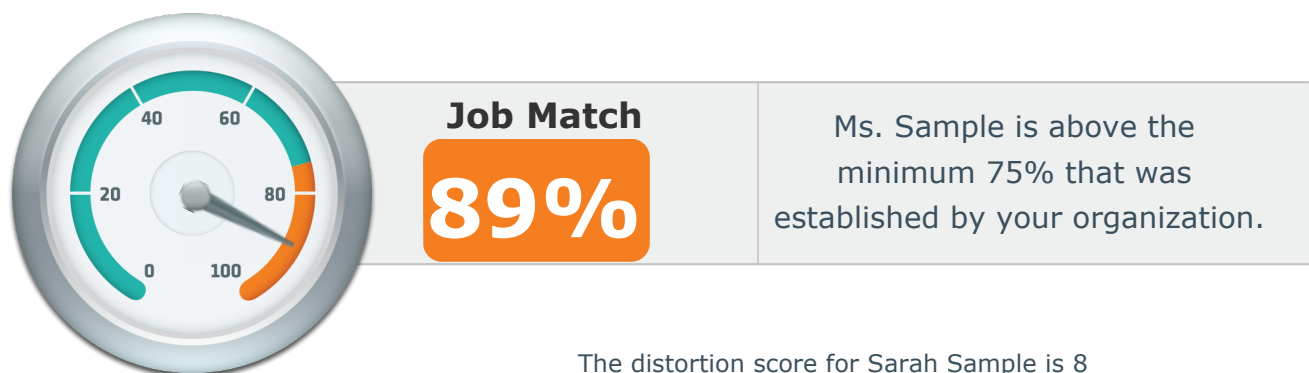 40 60
20 80
0 100
Job Match
89%
Ms. Sample is above the
minimum 75% that was
established by your organization.
The distortion score for Sarah Sample is 8